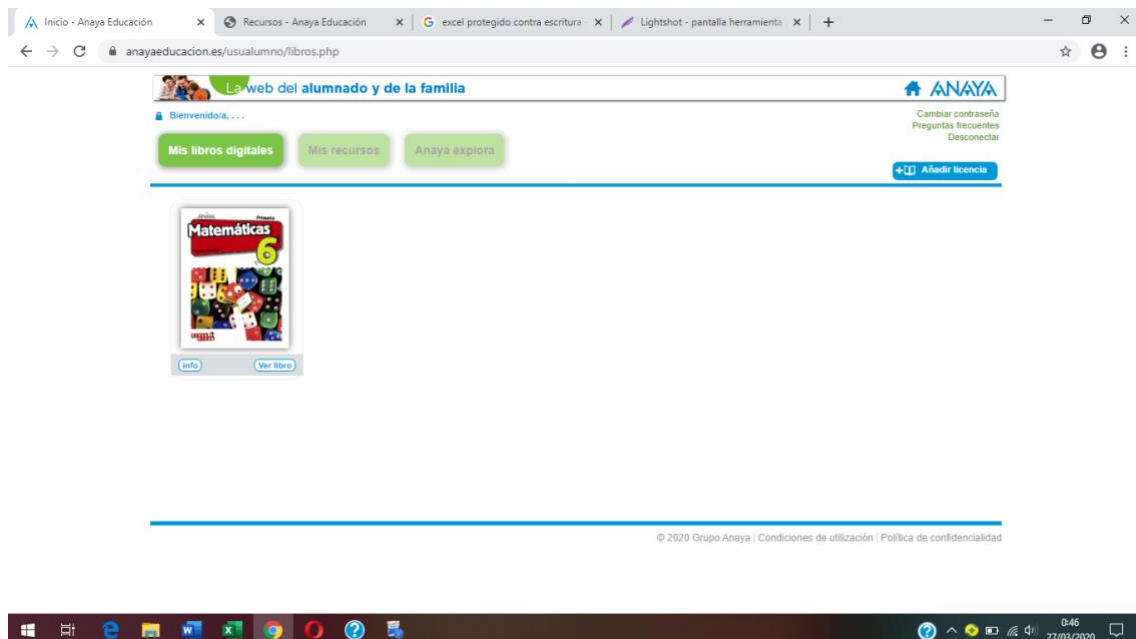 Inicio - Anaya Educación
Recursos - Anaya Educación
excel protegido contra escritura
Lightshot - pantalla herramienta
anayaeducacion.es/usualumno/libros.php
La web del alumnado y de la familia
ANAYA
Bienvenido/a, . . .
Cambiar contraseña
Preguntas frecuentes
Desconectar
Mis libros digitales
Mis recursos
Anaya explora
Añadir licencia
ANAYA Primaria
Matemáticas
6
info
Ver libro
© 2020 Grupo Anaya | Condiciones de utilización | Política de confidencialidad
0:46
27/03/2020